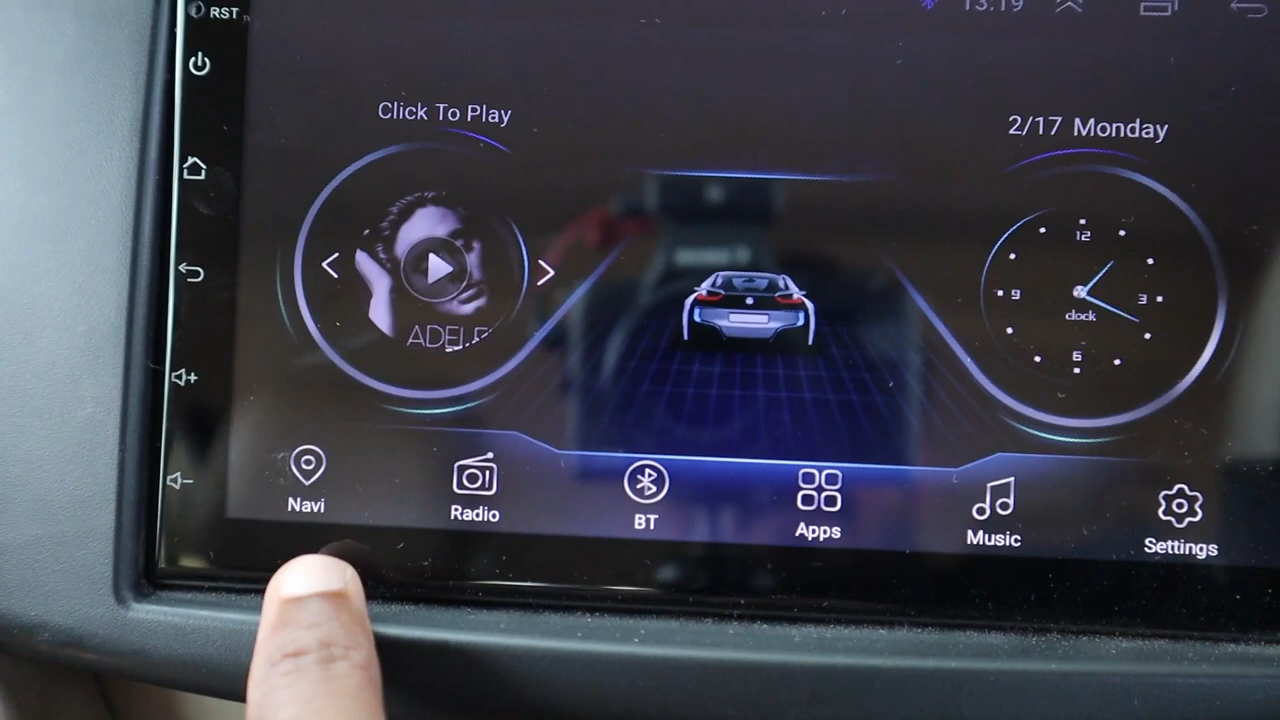 RST
13:19
Click To Play
2/17 Monday
ADELE
12
9
3
clock
6
Navi
Radio
BT
Apps
Music
Settings